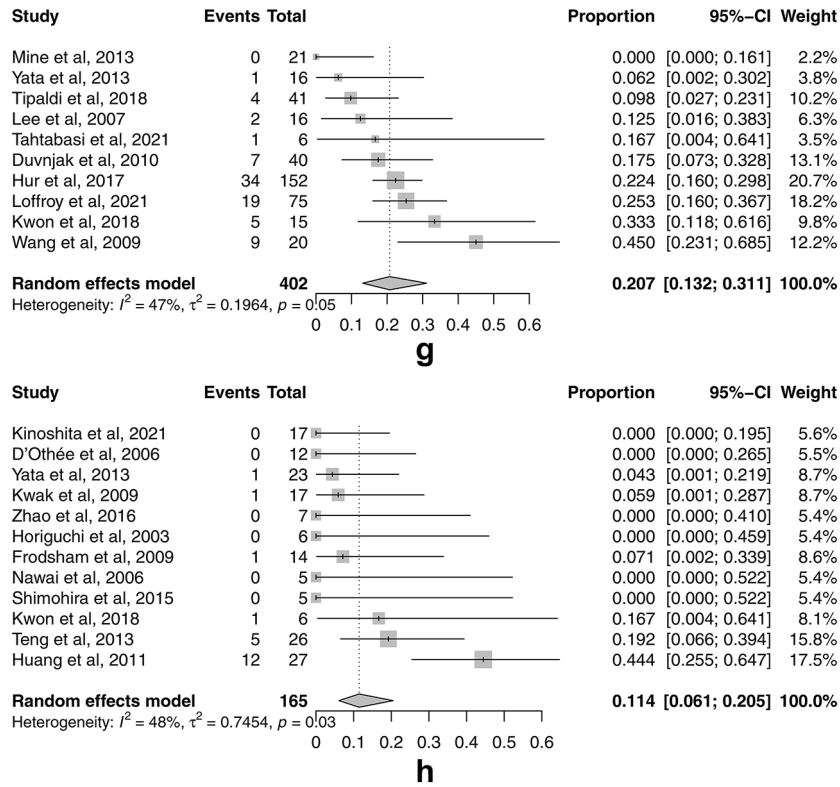 Study Events Total Proportion 95%−CI Weight
Mine et al, 2013 0 21 0.000 [0.000; 0.161] 2.2%
Yata et al, 2013 1 16 0.062 [0.002; 0.302] 3.8%
Tipaldi et al, 2018 4 41 0.098 [0.027; 0.231] 10.2%
Lee et al, 2007 2 16 0.125 [0.016; 0.383] 6.3%
Tahtabasi et al, 2021 1 6 0.167 [0.004; 0.641] 3.5%
Duvnjak et al, 2010 7 40 0.175 [0.073; 0.328] 13.1%
Hur et al, 2017 34 152 0.224 [0.160; 0.298] 20.7%
Loffroy et al, 2021 19 75 0.253 [0.160; 0.367] 18.2%
Kwon et al, 2018 5 15 0.333 [0.118; 0.616] 9.8%
Wang et al, 2009 9 20 0.450 [0.231; 0.685] 12.2%
Random effects model 402 0.207 [0.132; 0.311] 100.0%
Heterogeneity: I² = 47%, τ² = 0.1964, p = 0.05
0 0.1 0.2 0.3 0.4 0.5 0.6
g
Study Events Total Proportion 95%−CI Weight
Kinoshita et al, 2021 0 17 0.000 [0.000; 0.195] 5.6%
D'Othée et al, 2006 0 12 0.000 [0.000; 0.265] 5.5%
Yata et al, 2013 1 23 0.043 [0.001; 0.219] 8.7%
Kwak et al, 2009 1 17 0.059 [0.001; 0.287] 8.7%
Zhao et al, 2016 0 7 0.000 [0.000; 0.410] 5.4%
Horiguchi et al, 2003 0 6 0.000 [0.000; 0.459] 5.4%
Frodsham et al, 2009 1 14 0.071 [0.002; 0.339] 8.6%
Nawai et al, 2006 0 5 0.000 [0.000; 0.522] 5.4%
Shimohira et al, 2015 0 5 0.000 [0.000; 0.522] 5.4%
Kwon et al, 2018 1 6 0.167 [0.004; 0.641] 8.1%
Teng et al, 2013 5 26 0.192 [0.066; 0.394] 15.8%
Huang et al, 2011 12 27 0.444 [0.255; 0.647] 17.5%
Random effects model 165 0.114 [0.061; 0.205] 100.0%
Heterogeneity: I² = 48%, τ² = 0.7454, p = 0.03
0 0.1 0.2 0.3 0.4 0.5 0.6
h